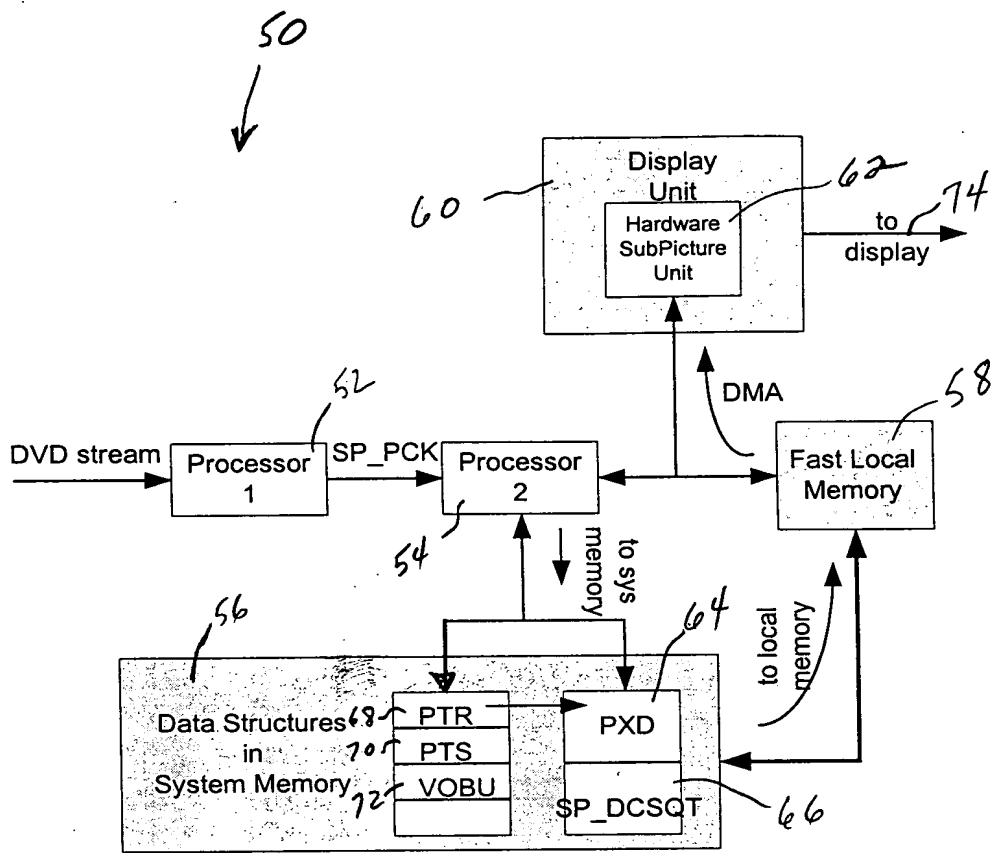 50
Display
Unit
60
62
Hardware
SubPicture
Unit
74
to
display
DMA
58
Fast Local
Memory
52
DVD stream
Processor
1
SP_PCK
Processor
2
54
to sys
memory
to local
memory
56
64
Data Structures
in
System Memory
68
PTR
70
PTS
72
VOBU
PXD
SP_DCSQT
66